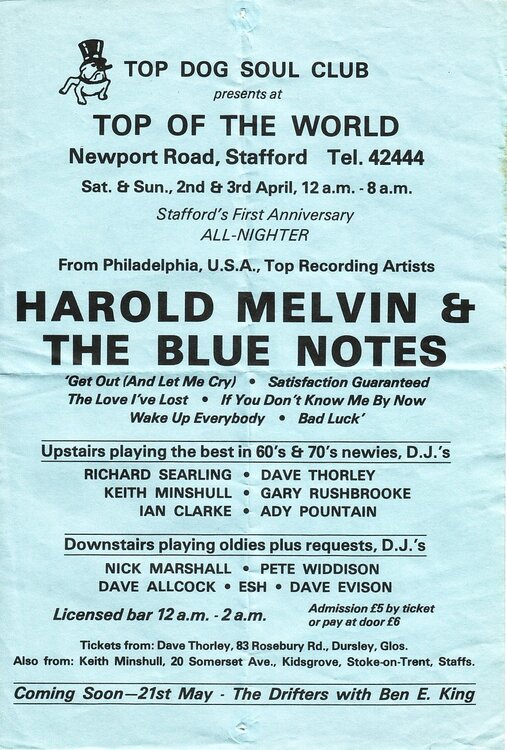 TOP DOG SOUL CLUB
presents at
TOP OF THE WORLD
Newport Road, Stafford Tel. 42444
Sat. & Sun., 2nd & 3rd April, 12 a.m. - 8 a.m.
Stafford's First Anniversary
ALL-NIGHTER
From Philadelphia, U.S.A., Top Recording Artists
HAROLD MELVIN &
THE BLUE NOTES
'Get Out (And Let Me Cry) • Satisfaction Guaranteed
The Love I've Lost • If You Don't Know Me By Now
Wake Up Everybody • Bad Luck'
Upstairs playing the best in 60's & 70's newies, D.J.'s
RICHARD SEARLING • DAVE THORLEY
KEITH MINSHULL • GARY RUSHBROOKE
IAN CLARKE • ADY POUNTAIN
Downstairs playing oldies plus requests, D.J.'s
NICK MARSHALL • PETE WIDDISON
DAVE ALLCOCK • ESH • DAVE EVISON
Licensed bar 12 a.m. - 2 a.m.
Admission £5 by ticket
or pay at door £6
Tickets from: Dave Thorley, 83 Rosebury Rd., Dursley, Glos.
Also from: Keith Minshull, 20 Somerset Ave., Kidsgrove, Stoke-on-Trent, Staffs.
Coming Soon—21st May - The Drifters with Ben E. King